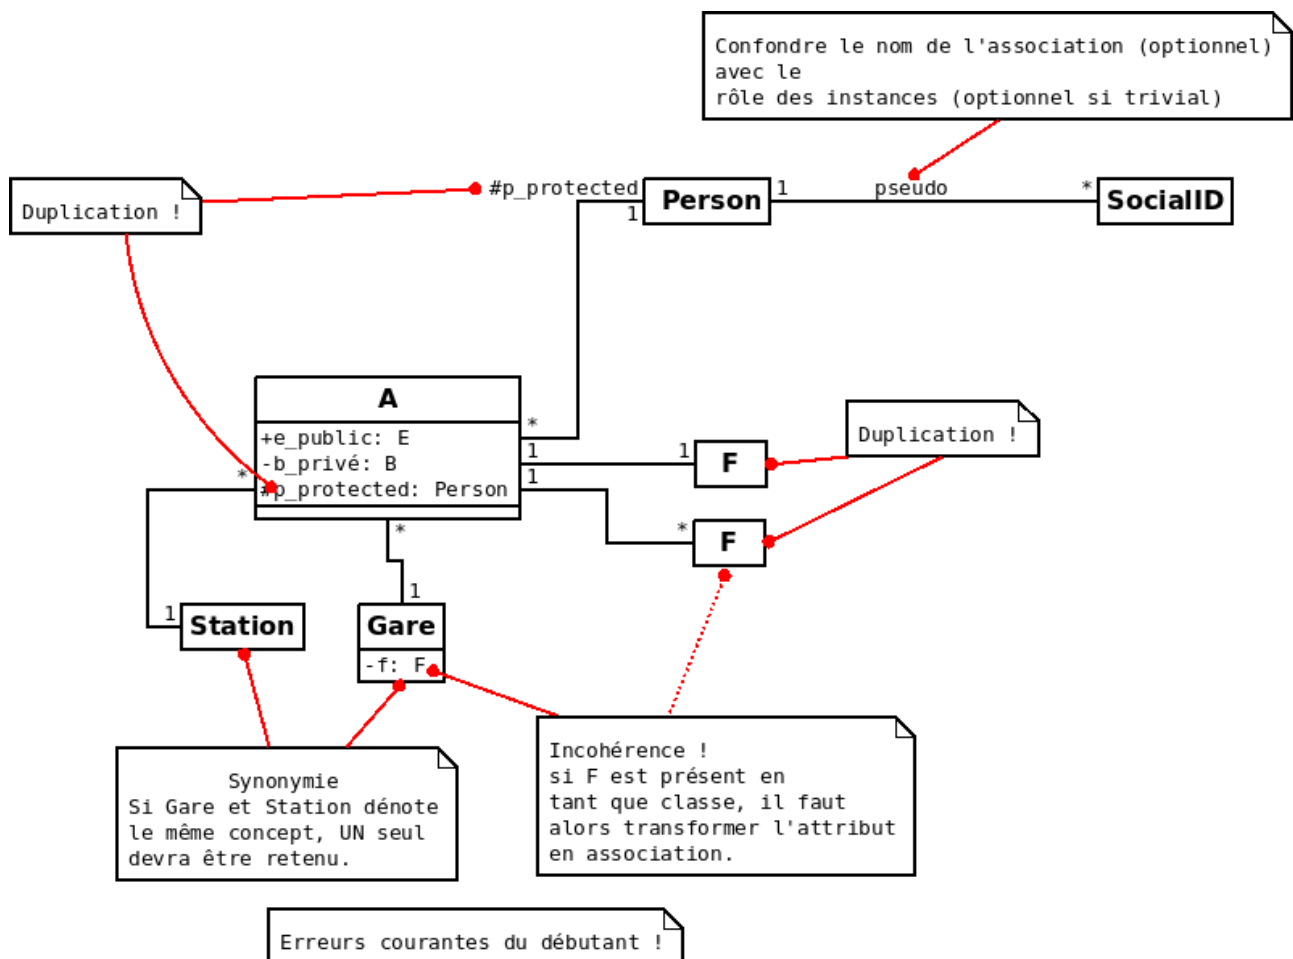 Confondre le nom de l'association (optionnel)
avec le
rôle des instances (optionnel si trivial)
Duplication !
#p_protected
1
Person
1
pseudo
*
SocialID
A
+e_public: E
-b_privé: B
#p_protected: Person
*
1
1
F
Duplication !
1
*
F
*
1
Station
*
1
Gare
-f: F
Synonymie
Si Gare et Station dénote
le même concept, UN seul
devra être retenu.
Incohérence !
si F est présent en
tant que classe, il faut
alors transformer l'attribut
en association.
Erreurs courantes du débutant !